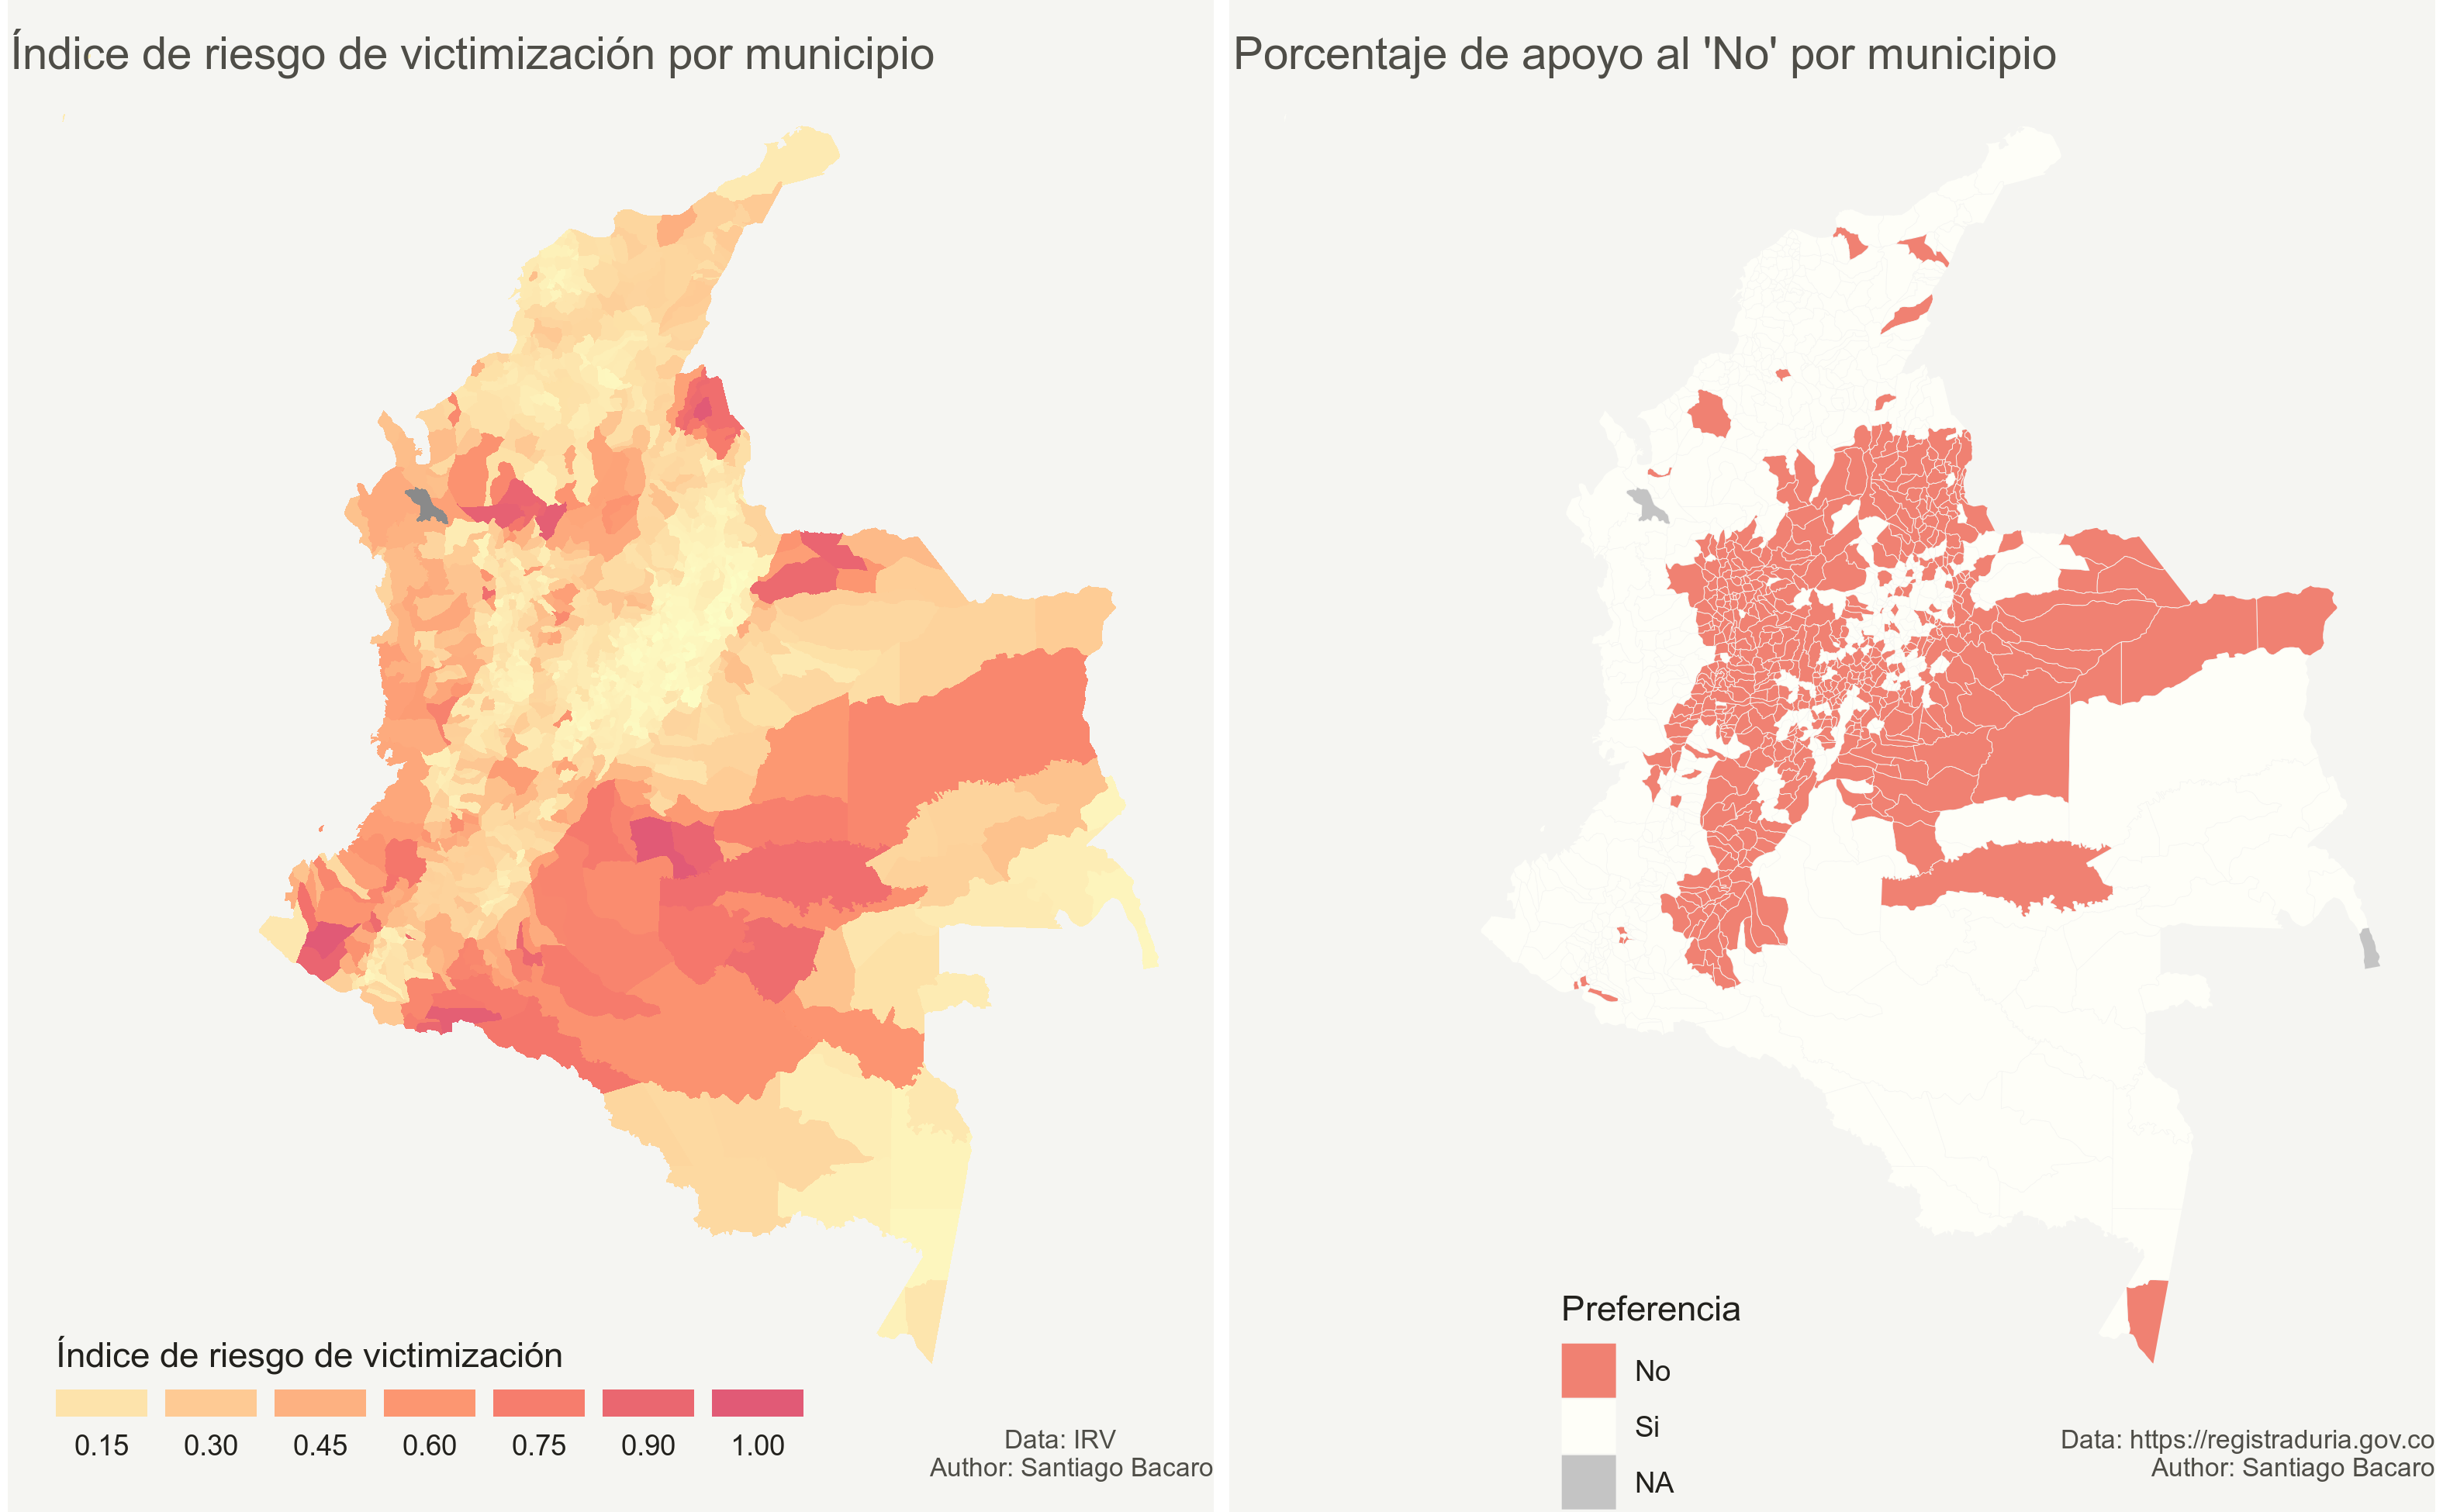 Índice de riesgo de victimización por municipio
Índice de riesgo de victimización
0.15 0.30 0.45 0.60 0.75 0.90 1.00
Data: IRV
Author: Santiago Bacaro
Porcentaje de apoyo al 'No' por municipio
Preferencia
No
Si
NA
Data: https://registraduria.gov.co
Author: Santiago Bacaro